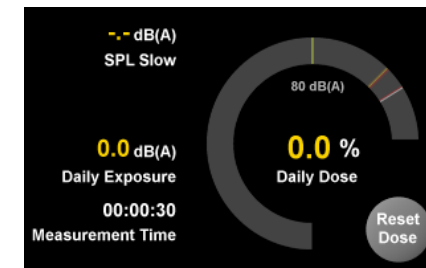 -.- dB(A)
SPL Slow
80 dB(A)
0.0 dB(A)
Daily Exposure
0.0 %
Daily Dose
00:00:30
Measurement Time
Reset
Dose